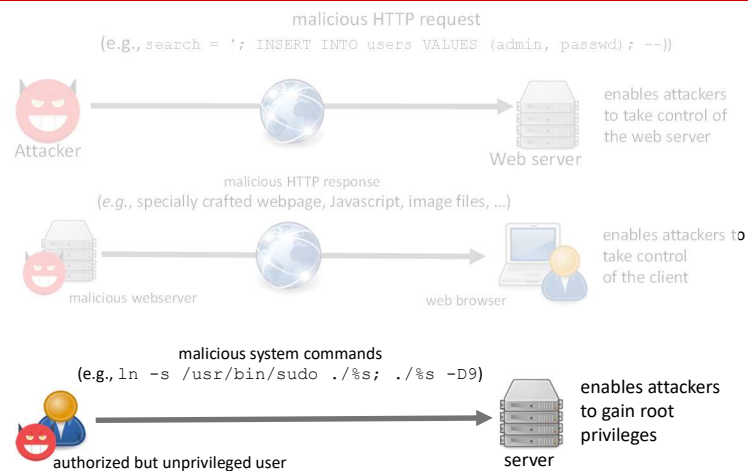 malicious HTTP request
(e.g., search = '; INSERT INTO users VALUES (admin, passwd); --))
Attacker
Web server
enables attackers
to take control of
the web server
malicious HTTP response
(e.g., specially crafted webpage, Javascript, image files, …)
malicious webserver
web browser
enables attackers to
take control
of the client
malicious system commands
(e.g., ln -s /usr/bin/sudo ./%s; ./%s -D9)
authorized but unprivileged user
server
enables attackers
to gain root
privileges